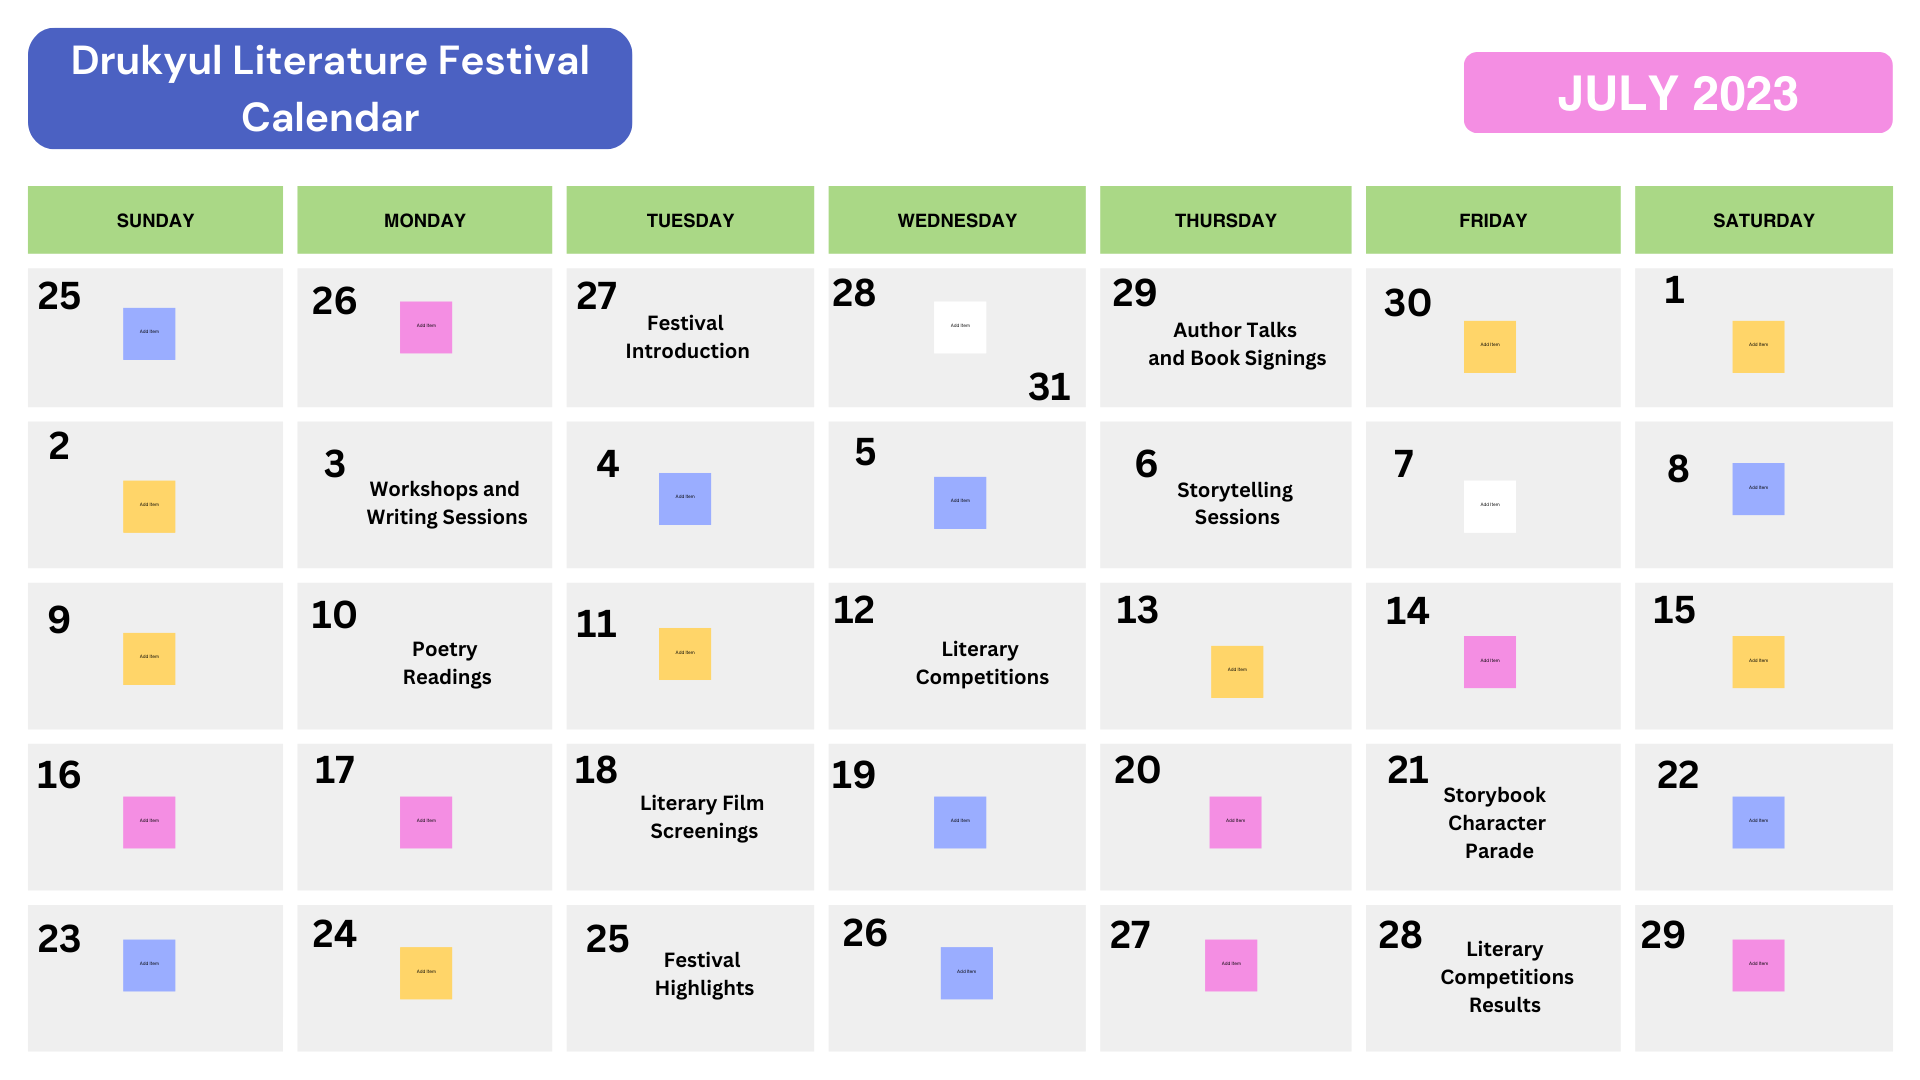 Drukyul Literature Festival
Calendar
JULY 2023
SUNDAY MONDAY TUESDAY WEDNESDAY THURSDAY FRIDAY SATURDAY
25
Add Item
26
Add Item
27
Festival
Introduction
28
Add Item
31
29
Author Talks
and Book Signings
30
Add Item
1
Add Item
2
Add Item
3
Workshops and
Writing Sessions
4
Add Item
5
Add Item
6
Storytelling
Sessions
7
Add Item
8
Add Item
9
Add Item
10
Poetry
Readings
11
Add Item
12
Literary
Competitions
13
Add Item
14
Add Item
15
Add Item
16
Add Item
17
Add Item
18
Literary Film
Screenings
19
Add Item
20
Add Item
21
Storybook
Character
Parade
22
Add Item
23
Add Item
24
Add Item
25
Festival
Highlights
26
Add Item
27
Add Item
28
Literary
Competitions
Results
29
Add Item